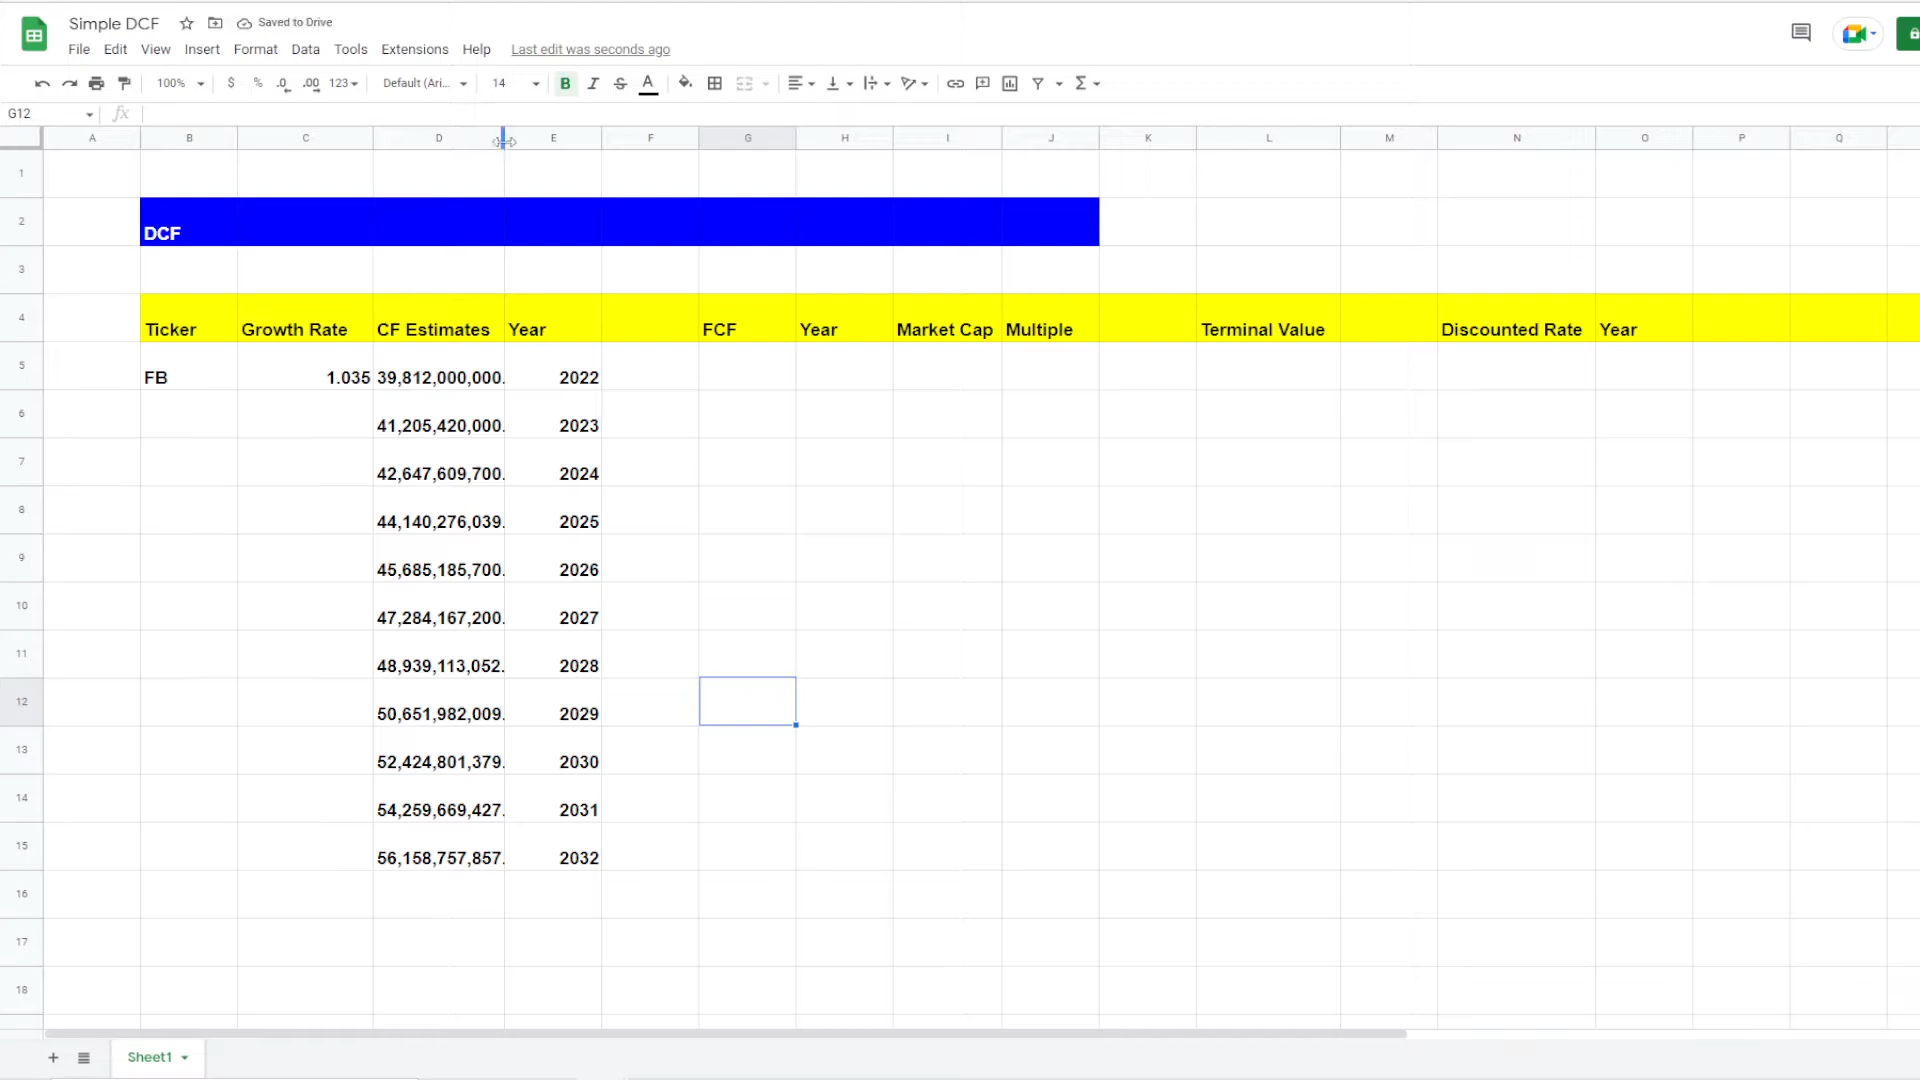 Simple DCF Saved to Drive
File Edit View Insert Format Data Tools Extensions Help Last edit was seconds ago
100% $ % .0 .00 123 Default (Ari... 14 B I S A Σ
G12 fx
A B C D E F G H I J K L M N O P Q
1
2 DCF
3
4 Ticker Growth Rate CF Estimates Year FCF Year Market Cap Multiple Terminal Value Discounted Rate Year
5 FB 1.035 39,812,000,000. 2022
6 41,205,420,000. 2023
7 42,647,609,700. 2024
8 44,140,276,039. 2025
9 45,685,185,700. 2026
10 47,284,167,200. 2027
11 48,939,113,052. 2028
12 50,651,982,009. 2029
13 52,424,801,379. 2030
14 54,259,669,427. 2031
15 56,158,757,857. 2032
16
17
18
+ Sheet1